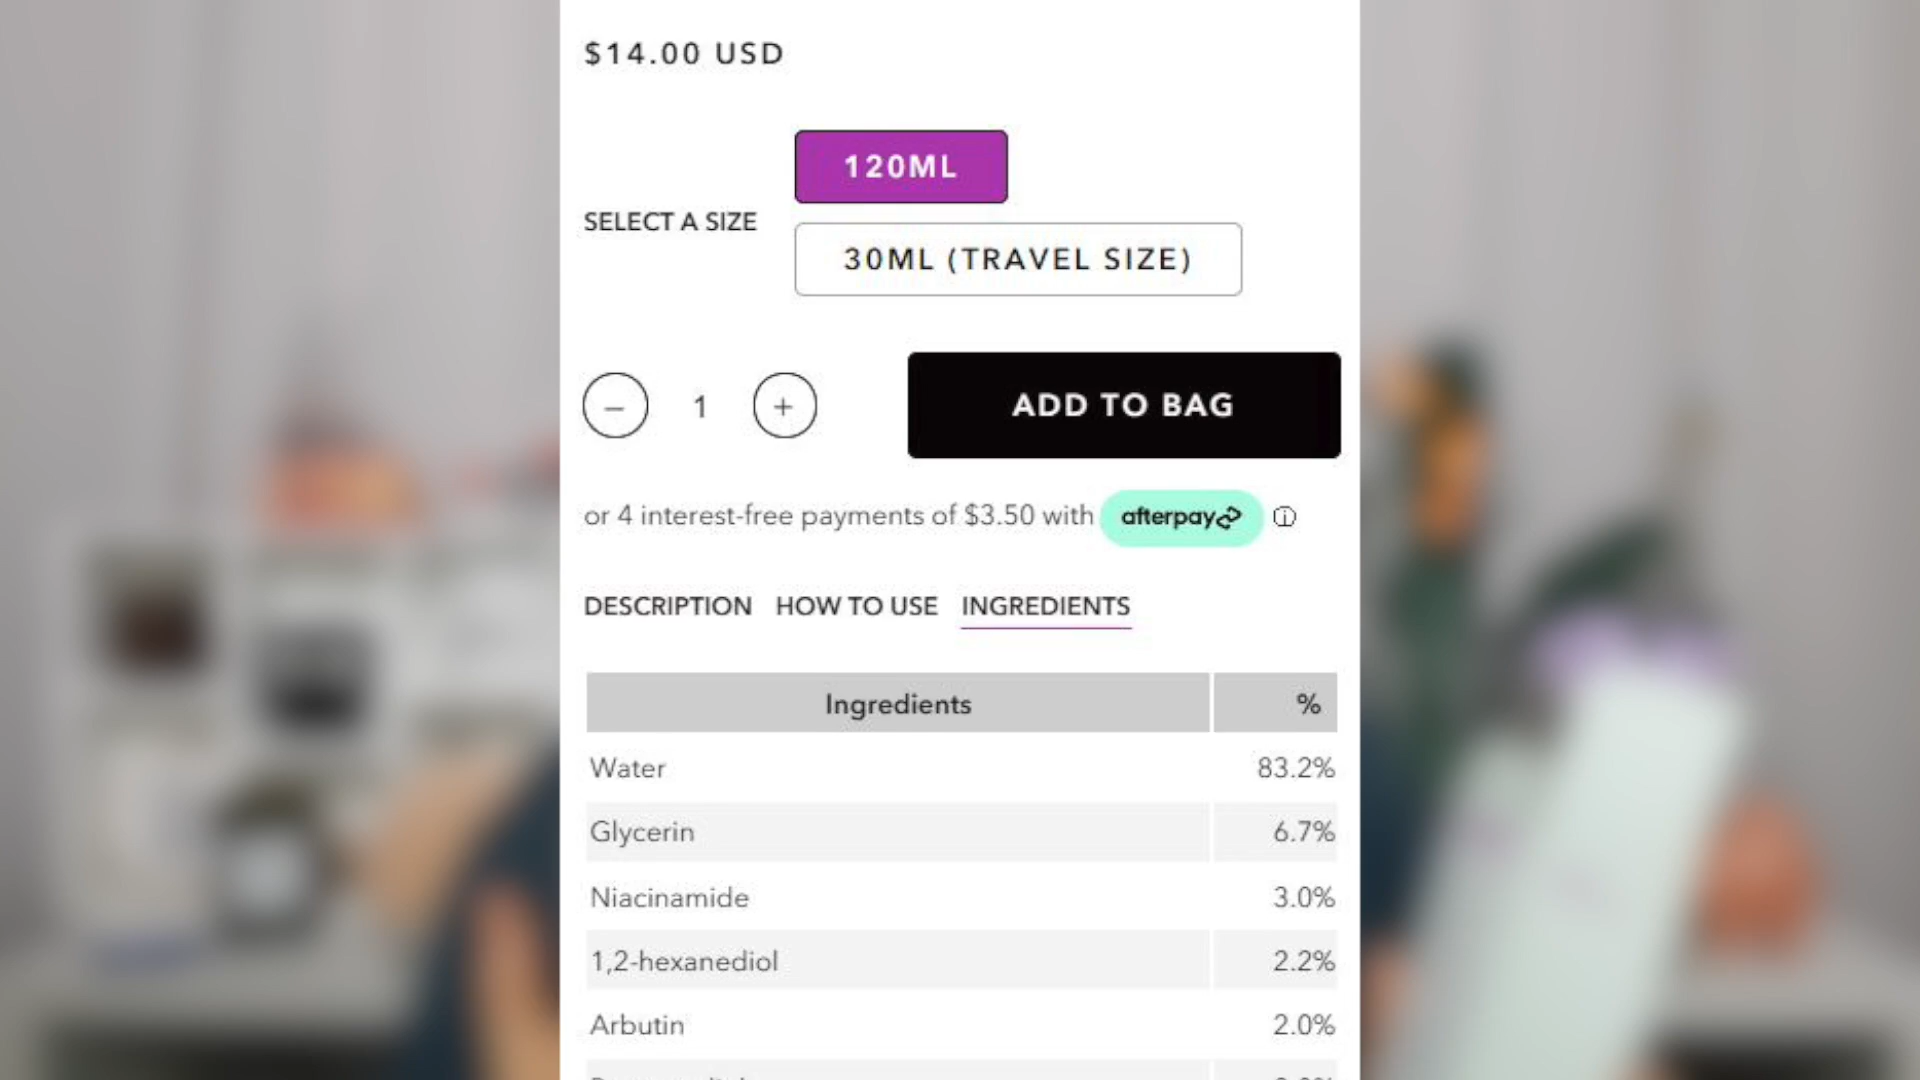 $14.00 USD
120ML
SELECT A SIZE
30ML (TRAVEL SIZE)
– 1 + ADD TO BAG
or 4 interest-free payments of $3.50 with afterpay
DESCRIPTION HOW TO USE INGREDIENTS
Ingredients %
Water 83.2%
Glycerin 6.7%
Niacinamide 3.0%
1,2-hexanediol 2.2%
Arbutin 2.0%